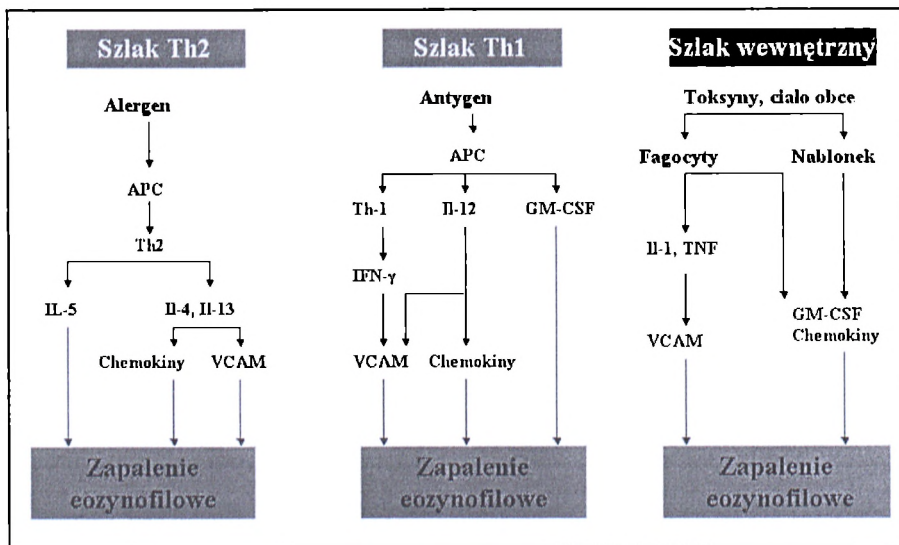 Szlak Th2
Alergen
APC
Th2
IL-5
Il-4, Il-13
Chemokiny
VCAM
Zapalenie
eozynofilowe
Szlak Th1
Antygen
APC
Th-1
Il-12
GM-CSF
IFN-γ
VCAM
Chemokiny
Zapalenie
eozynofilowe
Szlak wewnętrzny
Toksyny, ciało obce
Fagocyty
Nabłonek
Il-1, TNF
GM-CSF
Chemokiny
VCAM
Zapalenie
eozynofilowe